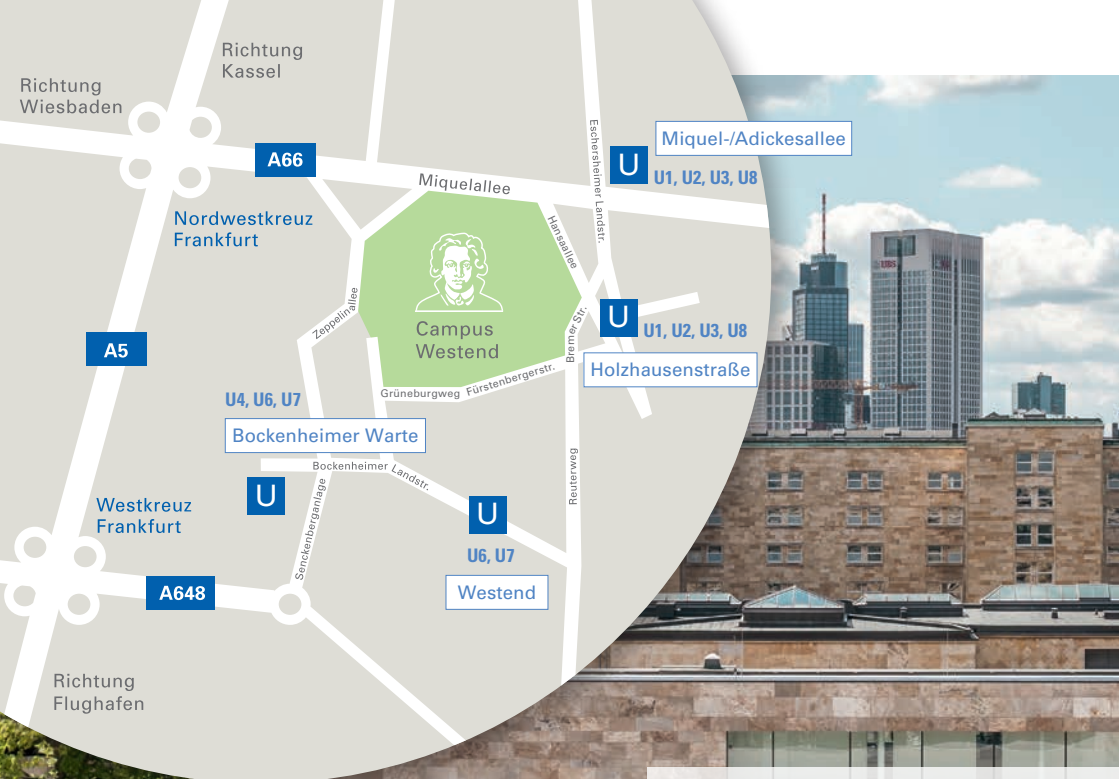 Richtung
Kassel
Richtung
Wiesbaden
A66
Miquelallee
Eschersheimer Landstr.
U
Miquel-/Adickesallee
U1, U2, U3, U8
Nordwestkreuz
Frankfurt
Hansaallee
UBS
Zeppelinallee
Campus
Westend
Bremer Str.
U
U1, U2, U3, U8
Holzhausenstraße
A5
Grüneburgweg
Fürstenbergerstr.
U4, U6, U7
Bockenheimer Warte
Bockenheimer Landstr.
U
Senckenberganlage
Reuterweg
U
U6, U7
Westend
Westkreuz
Frankfurt
A648
Richtung
Flughafen